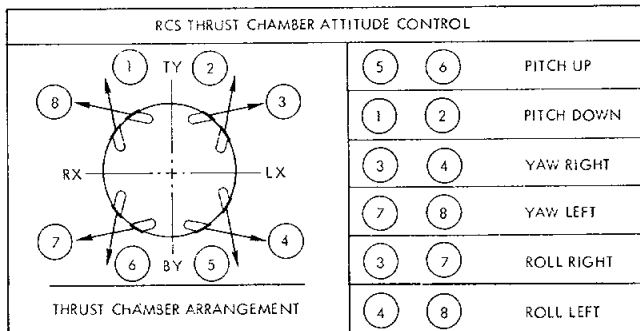 RCS THRUST CHAMBER ATTITUDE CONTROL
1 TY 2
8 3
RX LX
7 4
6 BY 5
THRUST CHAMBER ARRANGEMENT
5 6 PITCH UP
1 2 PITCH DOWN
3 4 YAW RIGHT
7 8 YAW LEFT
3 7 ROLL RIGHT
4 8 ROLL LEFT